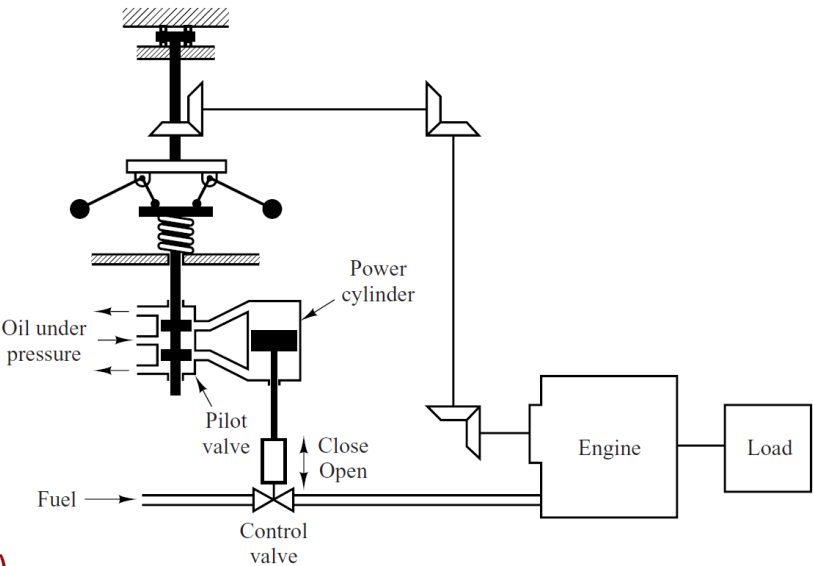 Power
cylinder
Oil under
pressure
Pilot
valve
Close
Open
Engine
Load
Fuel
Control
valve
)